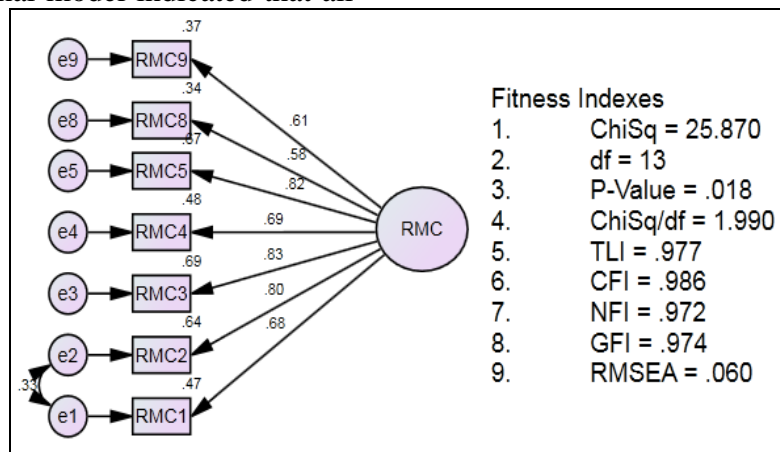 model indicated that all
.37
e9 RMC9
.34
.61
e8 RMC8
.67
.58
e5 RMC5
.82
.48
e4 RMC4
.69
RMC
.69
.83
e3 RMC3
.80
.64
.68
e2 RMC2
.33
.47
e1 RMC1
Fitness Indexes
1. ChiSq = 25.870
2. df = 13
3. P-Value = .018
4. ChiSq/df = 1.990
5. TLI = .977
6. CFI = .986
7. NFI = .972
8. GFI = .974
9. RMSEA = .060